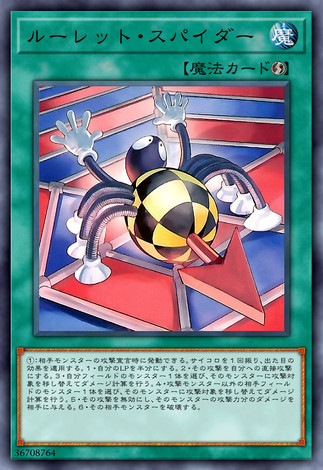 ルーレット・スパイダー
魔
【魔法カード】
①:相手モンスターの攻撃宣言時に発動できる。サイコロを1回振り、出た目の
効果を適用する。1・自分のLPを半分にする。2・その攻撃を自分への直接攻撃
にする。3・自分フィールドのモンスター1体を選び、そのモンスターに攻撃対
象を移し替えてダメージ計算を行う。4・攻撃モンスター以外の相手フィール
ドのモンスター1体を選び、そのモンスターに攻撃対象を移し替えてダメージ
計算を行う。5・その攻撃を無効にし、そのモンスターの攻撃力分のダメージを
相手に与える。6・その相手モンスターを破壊する。
36708764